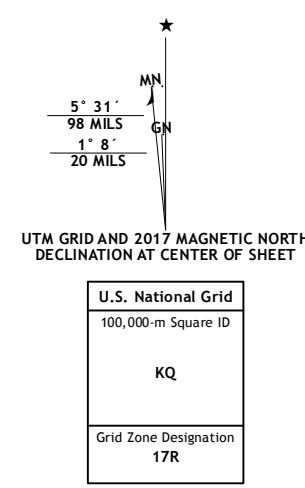 ★
MN.
5° 31´
98 MILS
GN
1° 8´
20 MILS
UTM GRID AND 2017 MAGNETIC NORTH
DECLINATION AT CENTER OF SHEET
U.S. National Grid
100,000-m Square ID
KQ
Grid Zone Designation
17R